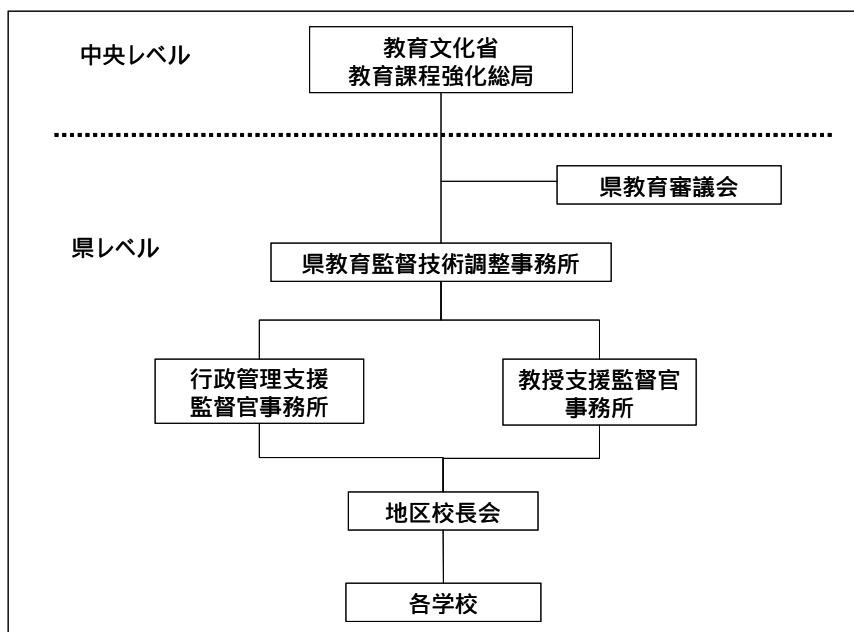 中央レベル
教育文化省
教育課程強化総局
県教育審議会
県レベル
県教育監督技術調整事務所
行政管理支援
監督官事務所
教授支援監督官
事務所
地区校長会
各学校